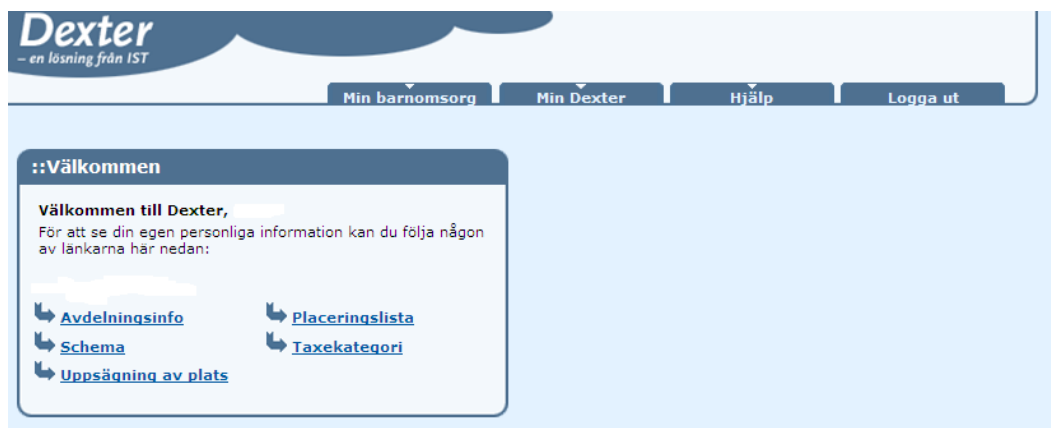 Dexter
– en lösning från IST
Min barnomsorg Min Dexter Hjälp Logga ut
::Välkommen
Välkommen till Dexter,
För att se din egen personliga information kan du följa någon
av länkarna här nedan:
Avdelningsinfo Placeringslista
Schema Taxekategori
Uppsägning av plats